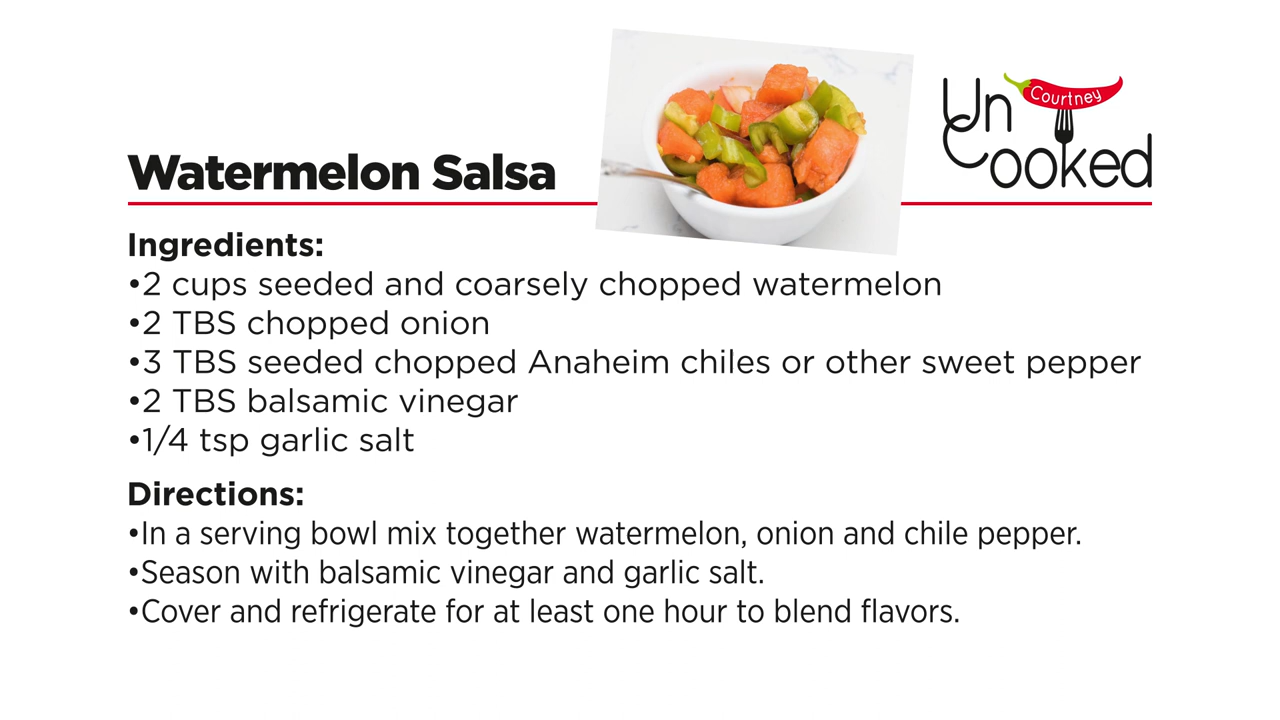 Un
Courtney
Cooked
Watermelon Salsa
Ingredients:
•2 cups seeded and coarsely chopped watermelon
•2 TBS chopped onion
•3 TBS seeded chopped Anaheim chiles or other sweet pepper
•2 TBS balsamic vinegar
•1/4 tsp garlic salt
Directions:
•In a serving bowl mix together watermelon, onion and chile pepper.
•Season with balsamic vinegar and garlic salt.
•Cover and refrigerate for at least one hour to blend flavors.